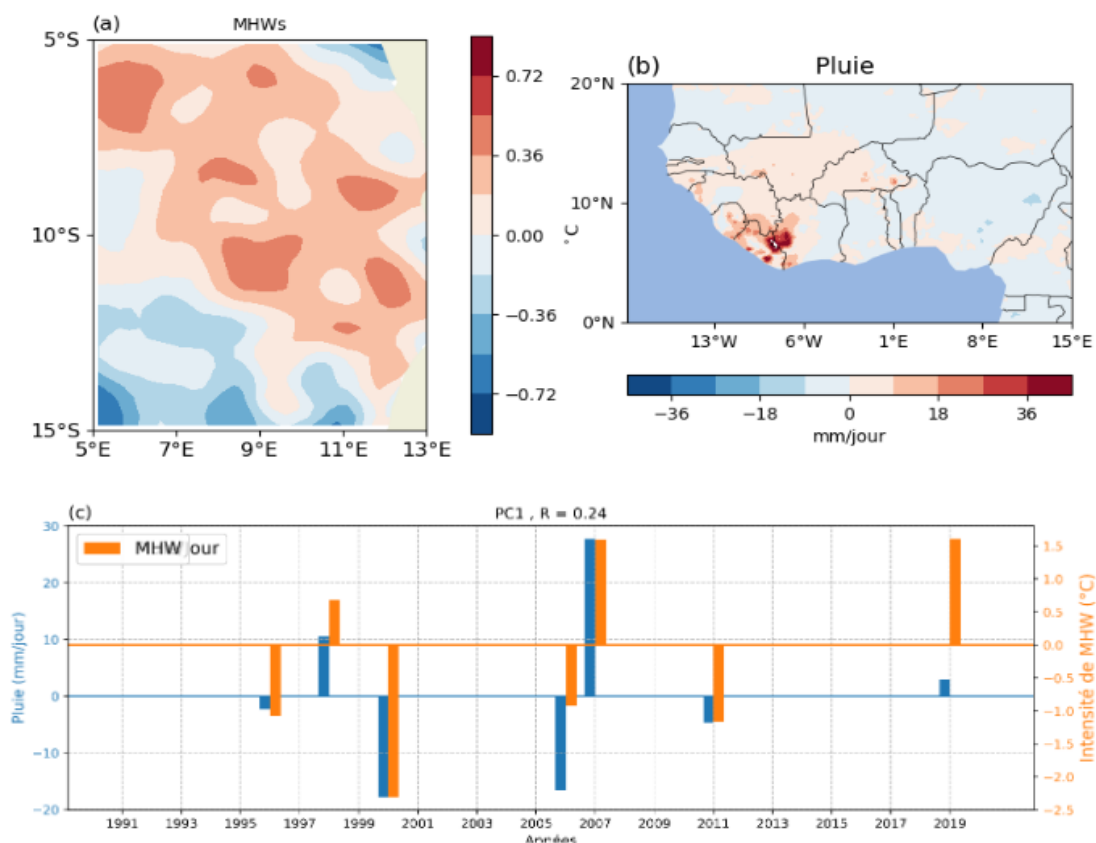 (a)
MHWs
5°S
10°S
15°S
5°E 7°E 9°E 11°E 13°E
0.72
0.36
0.00
−0.36
−0.72
°C
(b)
Pluie
20°N
10°N
0°N
13°W 6°W 1°E 8°E 15°E
−36 −18 0 18 36
mm/jour
(c)
PC1 , R = 0.24
MHW jour
Pluie (mm/jour)
30
20
10
0
−10
−20
1.5
1.0
0.5
0.0
−0.5
−1.0
−1.5
−2.0
−2.5
Intensité de MHW (°C)
1991 1993 1995 1997 1999 2001 2003 2005 2007 2009 2011 2013 2015 2017 2019
Années